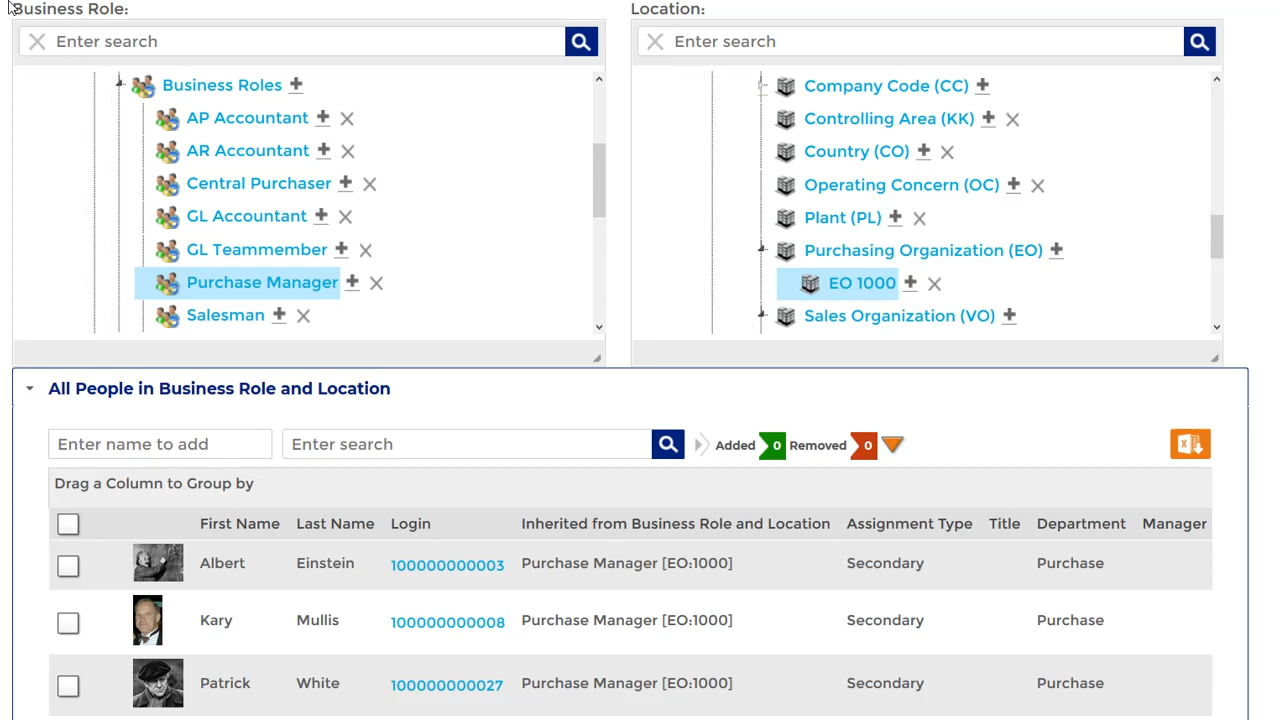 Business Role:
Location:
Enter search
Enter search
Business Roles
AP Accountant
AR Accountant
Central Purchaser
GL Accountant
GL Teammember
Purchase Manager
Salesman
Company Code (CC)
Controlling Area (KK)
Country (CO)
Operating Concern (OC)
Plant (PL)
Purchasing Organization (EO)
EO 1000
Sales Organization (VO)
All People in Business Role and Location
Enter name to add Enter search Added 0 Removed 0
Drag a Column to Group by
First Name Last Name Login Inherited from Business Role and Location Assignment Type Title Department Manager
Albert Einstein 100000000003 Purchase Manager [EO:1000] Secondary Purchase
Kary Mullis 100000000008 Purchase Manager [EO:1000] Secondary Purchase
Patrick White 100000000027 Purchase Manager [EO:1000] Secondary Purchase